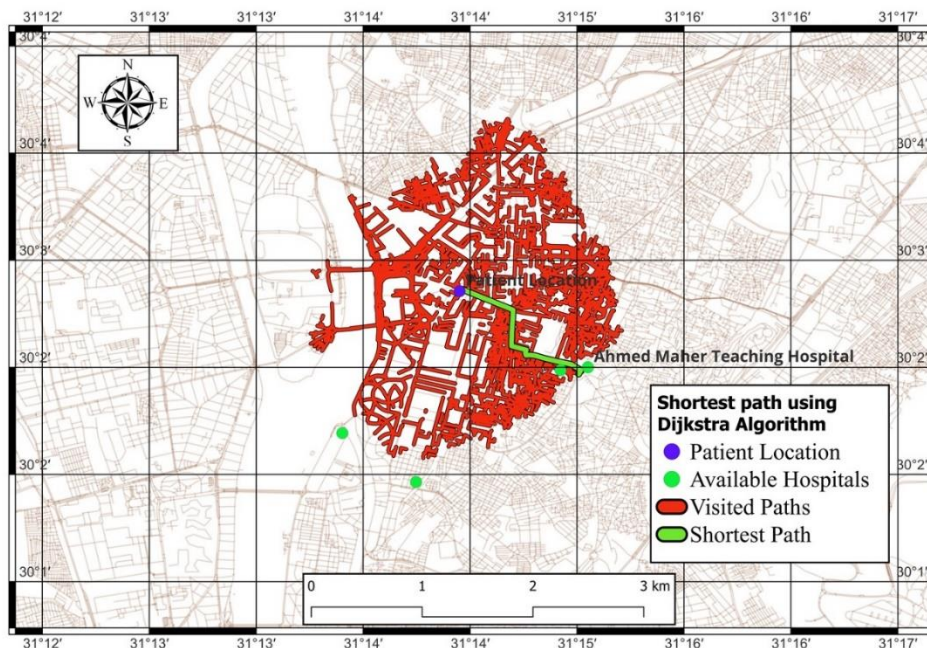 31°12' 31°13' 31°14' 31°14' 31°14' 31°15' 31°16' 31°16' 31°17'
30°4' 30°4'
N
W E
S
30°4' 30°4'
30°3' 30°3'
Patient Location
30°2' Ahmed Maher Teaching Hospital 30°2'
Shortest path using
Dijkstra Algorithm
Patient Location
Available Hospitals
Visited Paths
Shortest Path
30°2' 30°2'
30°1' 30°1'
0 1 2 3 km
31°12' 31°13' 31°14' 31°14' 31°15' 31°16' 31°16' 31°17'